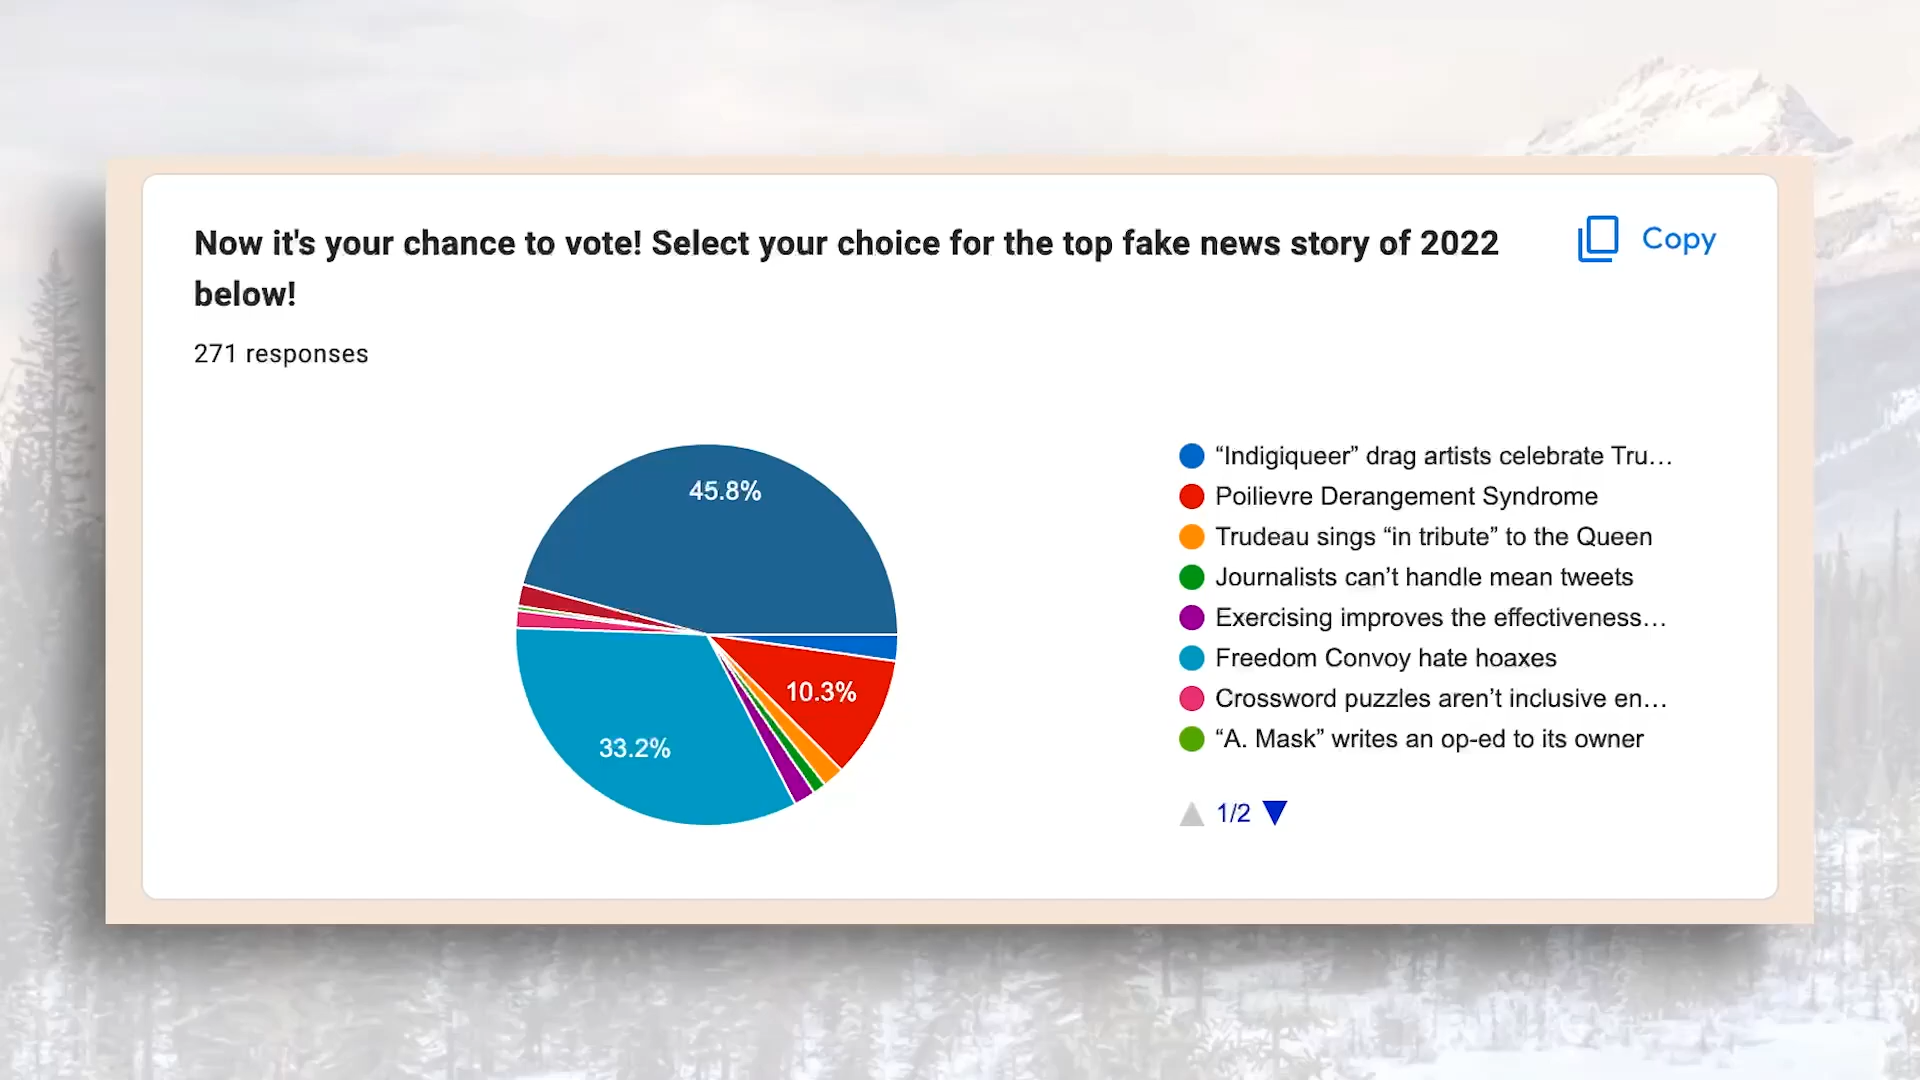 Now it's your chance to vote! Select your choice for the top fake news story of 2022
below!
Copy
271 responses
45.8%
10.3%
33.2%
“Indigiqueer” drag artists celebrate Tru…
Poilievre Derangement Syndrome
Trudeau sings “in tribute” to the Queen
Journalists can’t handle mean tweets
Exercising improves the effectiveness…
Freedom Convoy hate hoaxes
Crossword puzzles aren’t inclusive en…
“A. Mask” writes an op-ed to its owner
1/2